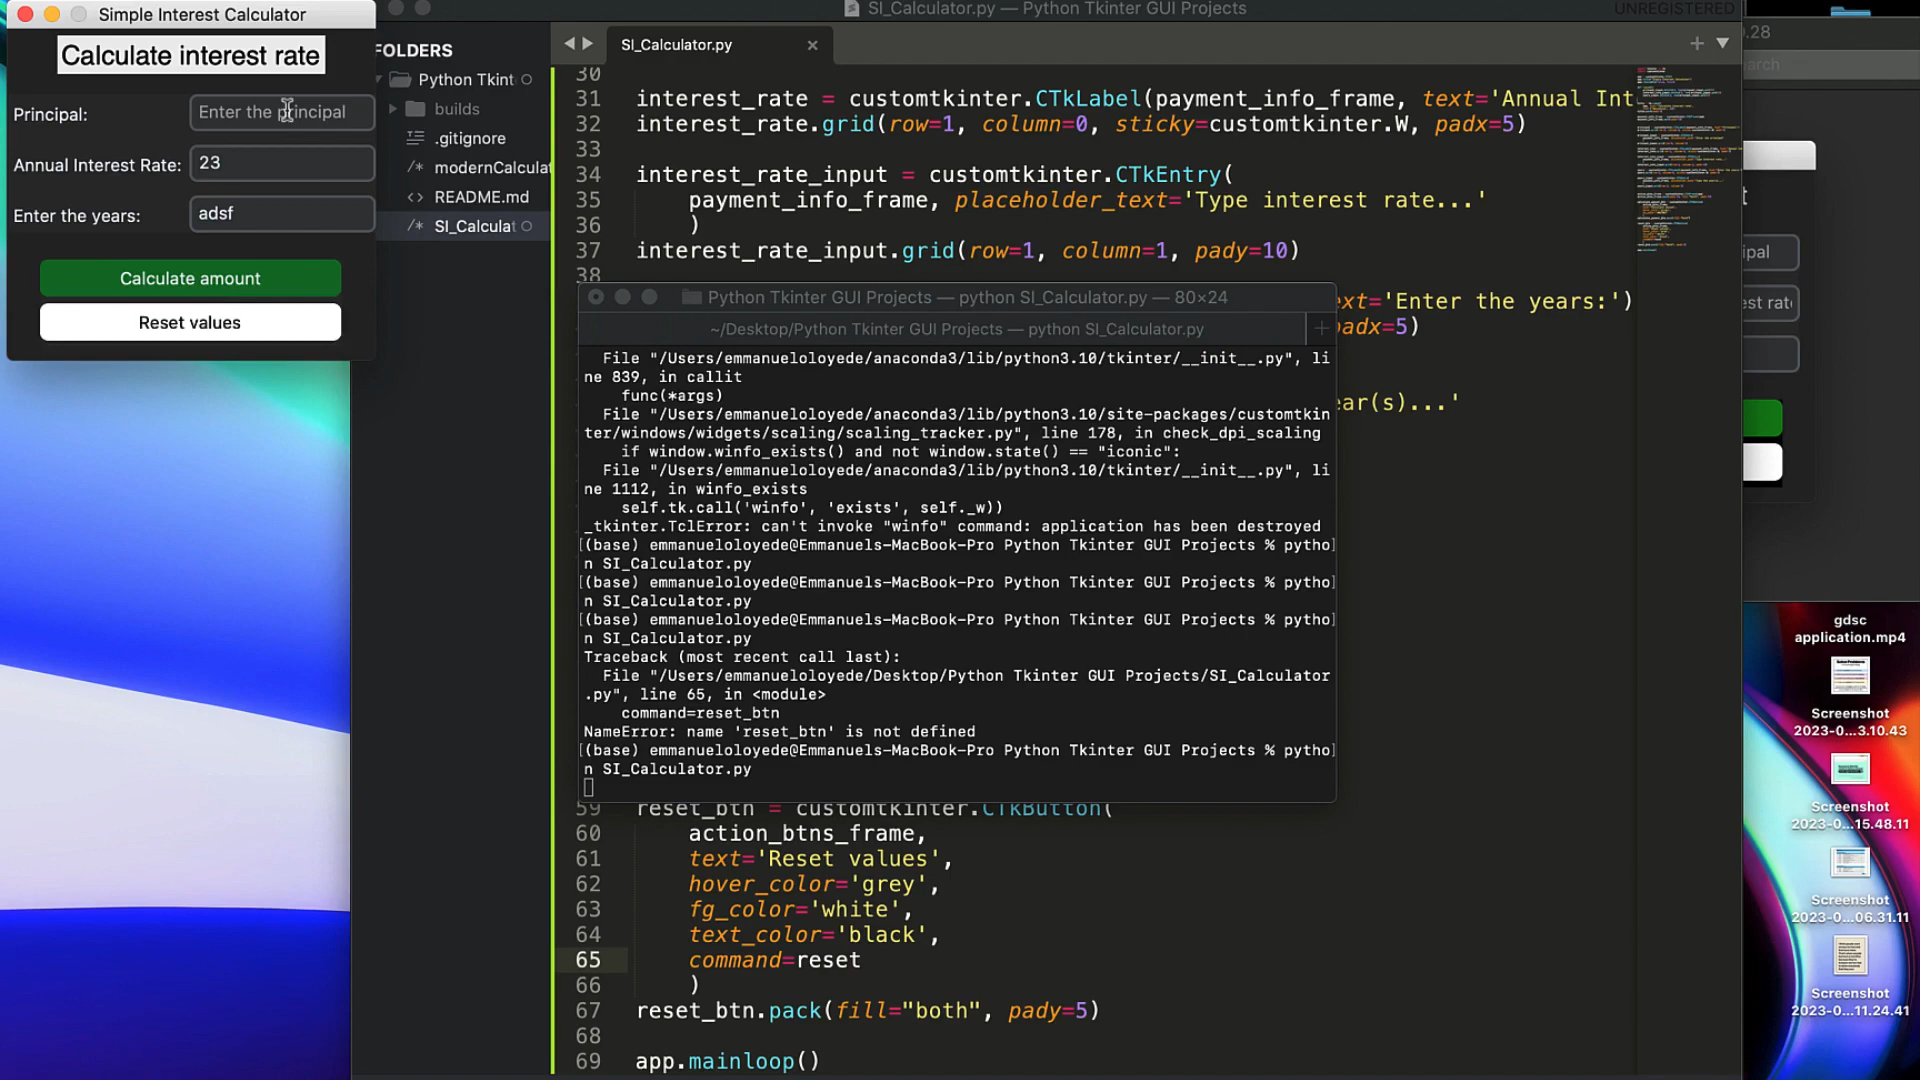 Simple Interest Calculator
Calculate interest rate
Principal:
Enter the principal
Annual Interest Rate:
23
Enter the years:
adsf
Calculate amount
Reset values
SI_Calculator.py — Python Tkinter GUI Projects
UNREGISTERED
FOLDERS
Python Tkint
builds
.gitignore
modernCalculat
README.md
SI_Calculat
SI_Calculator.py
30
31 interest_rate = customtkinter.CTkLabel(payment_info_frame, text='Annual Int
32 interest_rate.grid(row=1, column=0, sticky=customtkinter.W, padx=5)
33
34 interest_rate_input = customtkinter.CTkEntry(
35 payment_info_frame, placeholder_text='Type interest rate...'
36 )
37 interest_rate_input.grid(row=1, column=1, pady=10)
38
ext='Enter the years:')
padx=5)
ear(s)...'
Python Tkinter GUI Projects — python SI_Calculator.py — 80×24
~/Desktop/Python Tkinter GUI Projects — python SI_Calculator.py
File "/Users/emmanueloloyede/anaconda3/lib/python3.10/tkinter/__init__.py", li
ne 839, in callit
func(*args)
File "/Users/emmanueloloyede/anaconda3/lib/python3.10/site-packages/customtkin
ter/windows/widgets/scaling/scaling_tracker.py", line 178, in check_dpi_scaling
if window.winfo_exists() and not window.state() == "iconic":
File "/Users/emmanueloloyede/anaconda3/lib/python3.10/tkinter/__init__.py", li
ne 1112, in winfo_exists
self.tk.call('winfo', 'exists', self._w))
_tkinter.TclError: can't invoke "winfo" command: application has been destroyed
[(base) emmanueloloyede@Emmanuels-MacBook-Pro Python Tkinter GUI Projects % pytho]
n SI_Calculator.py
[(base) emmanueloloyede@Emmanuels-MacBook-Pro Python Tkinter GUI Projects % pytho]
n SI_Calculator.py
[(base) emmanueloloyede@Emmanuels-MacBook-Pro Python Tkinter GUI Projects % pytho]
n SI_Calculator.py
Traceback (most recent call last):
File "/Users/emmanueloloyede/Desktop/Python Tkinter GUI Projects/SI_Calculator
.py", line 65, in <module>
command=reset_btn
NameError: name 'reset_btn' is not defined
[(base) emmanueloloyede@Emmanuels-MacBook-Pro Python Tkinter GUI Projects % pytho]
n SI_Calculator.py
59 reset_btn = customtkinter.CTkButton(
60 action_btns_frame,
61 text='Reset values',
62 hover_color='grey',
63 fg_color='white',
64 text_color='black',
65 command=reset
66 )
67 reset_btn.pack(fill="both", pady=5)
68
69 app.mainloop()
0.28
arch
t
ipal
est rate
gdsc
application.mp4
Screenshot
2023-0...3.10.43
Screenshot
2023-0...15.48.11
Screenshot
2023-0...06.31.11
Screenshot
2023-0...11.24.41